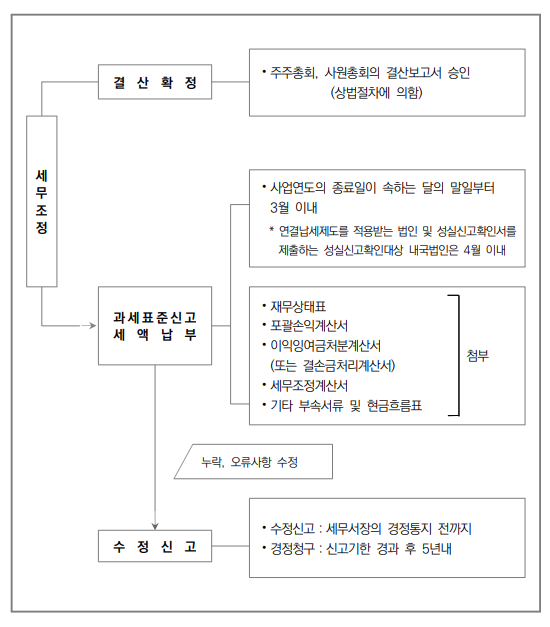 결 산 확 정
• 주주총회, 사원총회의 결산보고서 승인
(상법절차에 의함)
세무조정
• 사업연도의 종료일이 속하는 달의 말일부터
3월 이내
* 연결납세제도를 적용받는 법인 및 성실신고확인서를
제출하는 성실신고확인대상 내국법인은 4월 이내
과세표준신고
세 액 납 부
• 재무상태표
• 포괄손익계산서
• 이익잉여금처분계산서
(또는 결손금처리계산서)
• 세무조정계산서
• 기타 부속서류 및 현금흐름표
첨부
누락, 오류사항 수정
수 정 신 고
• 수정신고 : 세무서장의 경정통지 전까지
• 경정청구 : 신고기한 경과 후 5년내